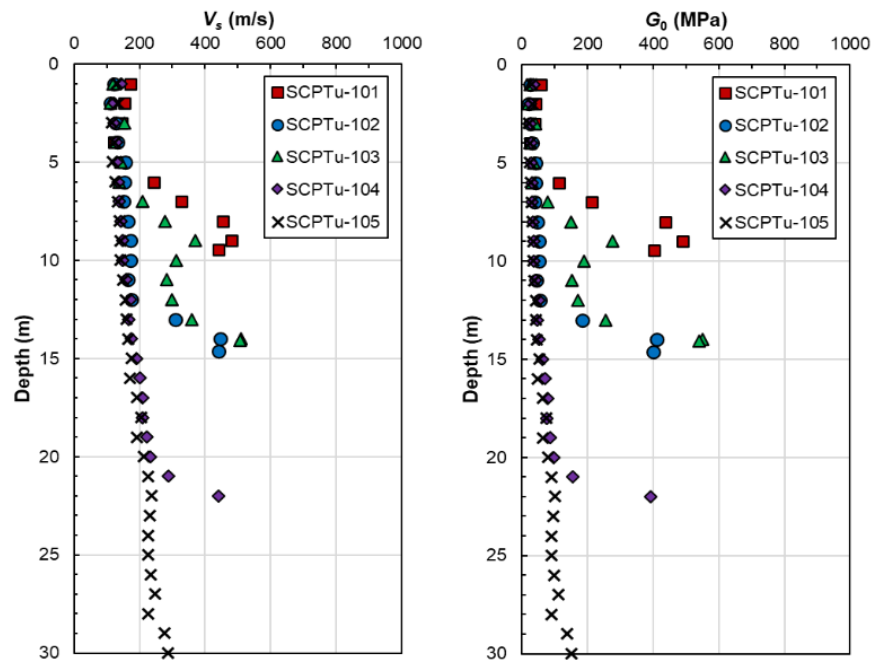 Vs (m/s)
0 200 400 600 800 1000
0
5
10
15
20
25
30
Depth (m)
SCPTu-101
SCPTu-102
SCPTu-103
SCPTu-104
SCPTu-105
G0 (MPa)
0 200 400 600 800 1000
0
5
10
15
20
25
30
Depth (m)
SCPTu-101
SCPTu-102
SCPTu-103
SCPTu-104
SCPTu-105